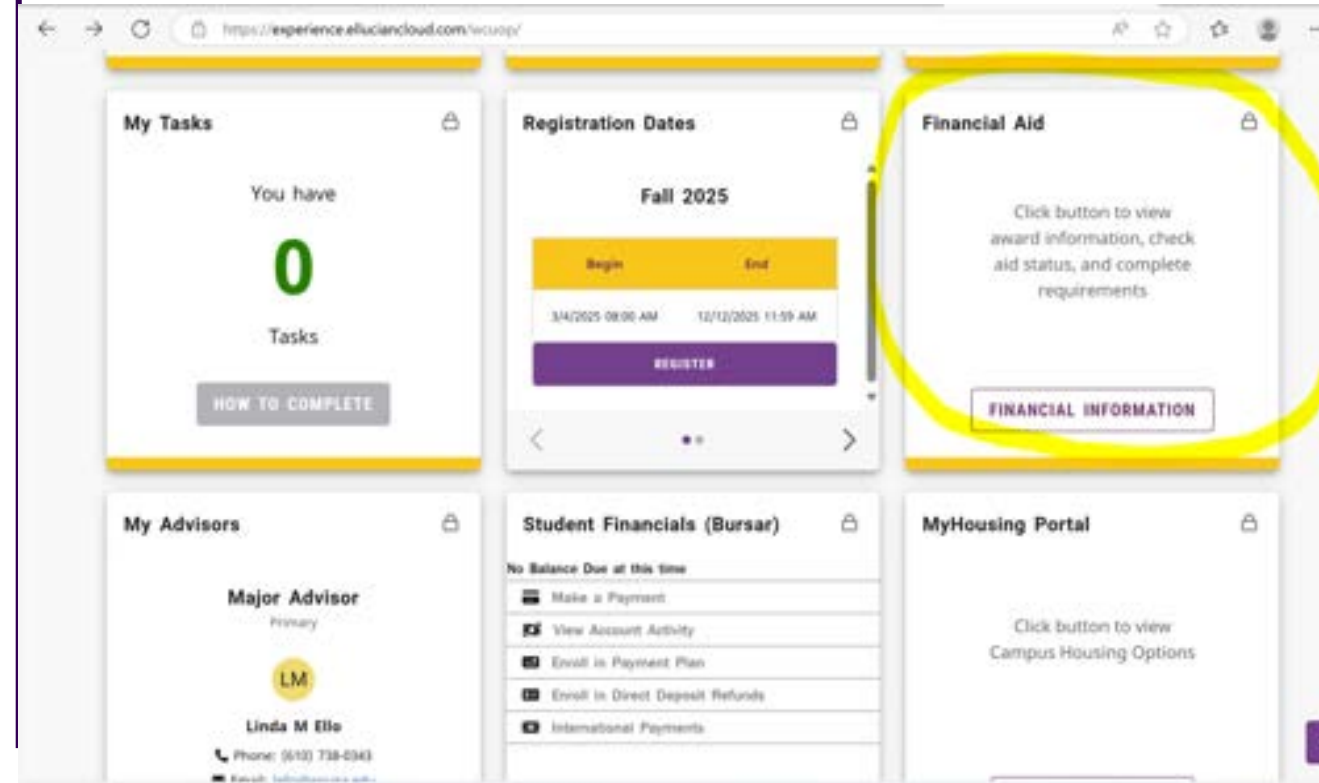 https://experience.elluciancloud.com/wcuop/
My Tasks
You have
0
Tasks
HOW TO COMPLETE
Registration Dates
Fall 2025
Begin End
3/4/2025 08:00 AM 12/12/2025 11:59 AM
REGISTER
Financial Aid
Click button to view
award information, check
aid status, and complete
requirements
FINANCIAL INFORMATION
My Advisors
Major Advisor
Primary
LM
Linda M Ello
Phone: (610) 738-0343
Email:
Student Financials (Bursar)
No Balance Due at this time
Make a Payment
View Account Activity
Enroll in Payment Plan
Enroll in Direct Deposit Refunds
International Payments
MyHousing Portal
Click button to view
Campus Housing Options